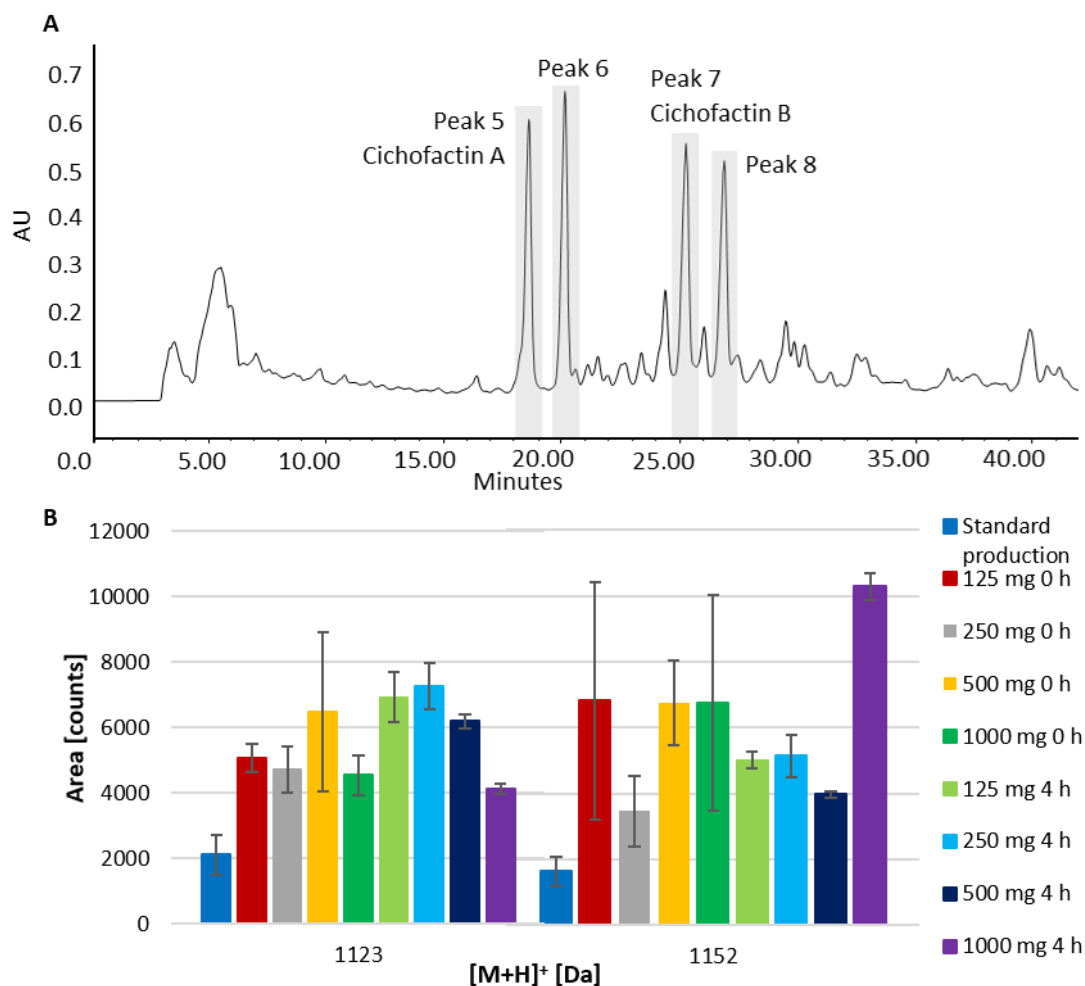 A
0.7
0.6
0.5
0.4
0.3
0.2
0.1
0.0
AU
Peak 5
Cichofactin A
Peak 6
Peak 7
Cichofactin B
Peak 8
0.0 5.00 10.00 15.00 20.00 25.00 30.00 35.00 40.00
Minutes
B
12000
10000
8000
6000
4000
2000
0
Area [counts]
1123 1152
[M+H]⁺ [Da]
Standard
production
125 mg 0 h
250 mg 0 h
500 mg 0 h
1000 mg 0 h
125 mg 4 h
250 mg 4 h
500 mg 4 h
1000 mg 4 h